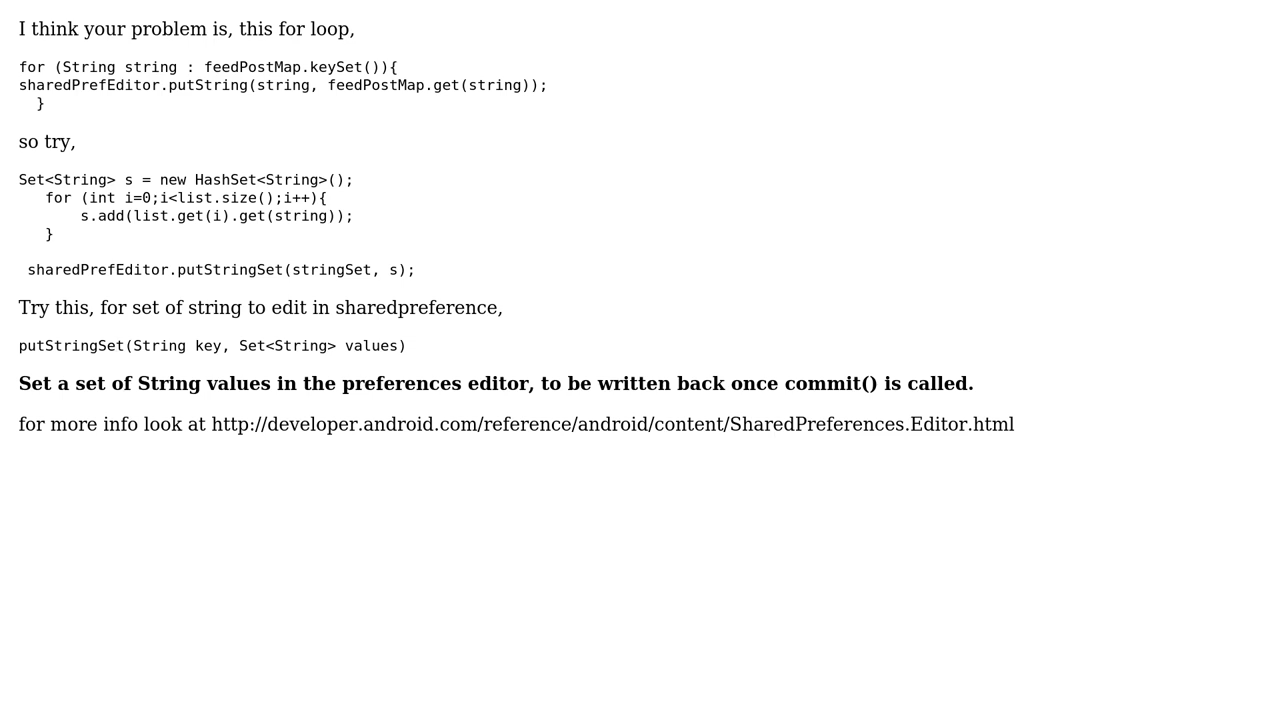 I think your problem is, this for loop,
for (String string : feedPostMap.keySet()){
sharedPrefEditor.putString(string, feedPostMap.get(string));
  }
so try,
Set<String> s = new HashSet<String>();
   for (int i=0;i<list.size();i++){
       s.add(list.get(i).get(string));
   }
 sharedPrefEditor.putStringSet(stringSet, s);
Try this, for set of string to edit in sharedpreference,
putStringSet(String key, Set<String> values)
Set a set of String values in the preferences editor, to be written back once commit() is called.
for more info look at http://developer.android.com/reference/android/content/SharedPreferences.Editor.html